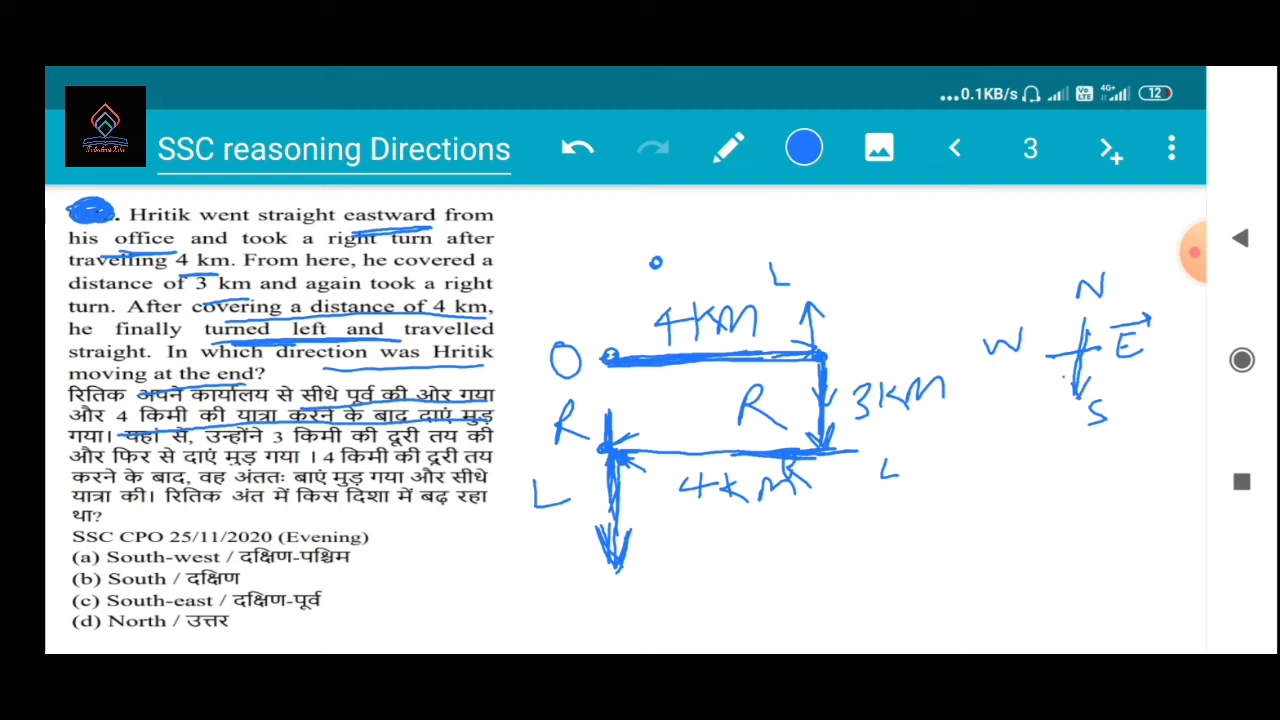 ...0.1KB/s 4G+ Vo LTE 12
SSC reasoning Directions
3
. Hritik went straight eastward from
his office and took a right turn after
travelling 4 km. From here, he covered a
distance of 3 km and again took a right
turn. After covering a distance of 4 km,
he finally turned left and travelled
straight. In which direction was Hritik
moving at the end?
रितिक अपने कार्यालय से सीधे पूर्व की ओर गया
और 4 किमी की यात्रा करने के बाद दाएं मुड़
गया। यहां से, उन्होंने 3 किमी की दूरी तय की
और फिर से दाएं मुड़ गया । 4 किमी की दूरी तय
करने के बाद, वह अंततः बाएं मुड़ गया और सीधे
यात्रा की। रितिक अंत में किस दिशा में बढ़ रहा
था?
SSC CPO 25/11/2020 (Evening)
(a) South-west / दक्षिण-पश्चिम
(b) South / दक्षिण
(c) South-east / दक्षिण-पूर्व
(d) North / उत्तर
L
4KM
O
R
3KM
R
4KM
R
L
L
N
W
E
S